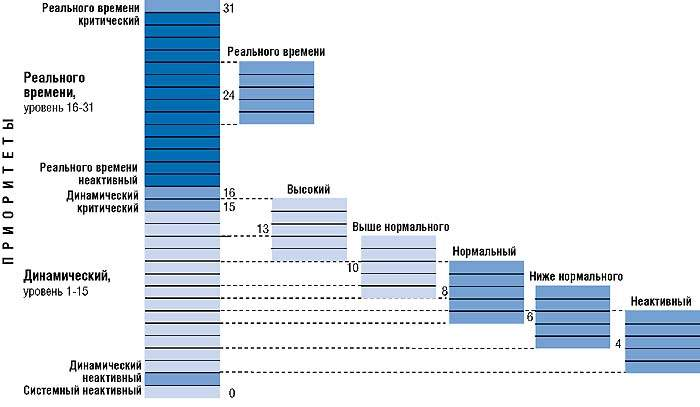 Реального времени
критический
31
Реального времени
Реального
времени,
уровень 16-31
24
ПРИОРИТЕТЫ
Реального времени
неактивный
16
Динамический
критический
15
Высокий
13
Выше нормального
10
Нормальный
Динамический,
уровень 1-15
8
Ниже нормального
6
Неактивный
4
Динамический
неактивный
Системный неактивный
0